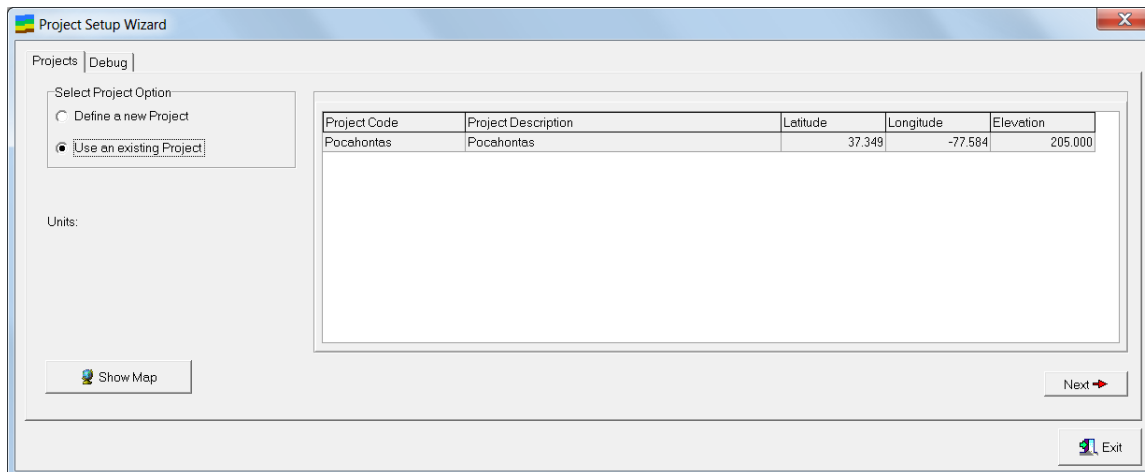 Project Setup Wizard
Projects Debug
Select Project Option
Define a new Project
Use an existing Project
Units:
Project Code Project Description Latitude Longitude Elevation
Pocahontas Pocahontas 37.349 -77.584 205.000
Show Map
Next
Exit